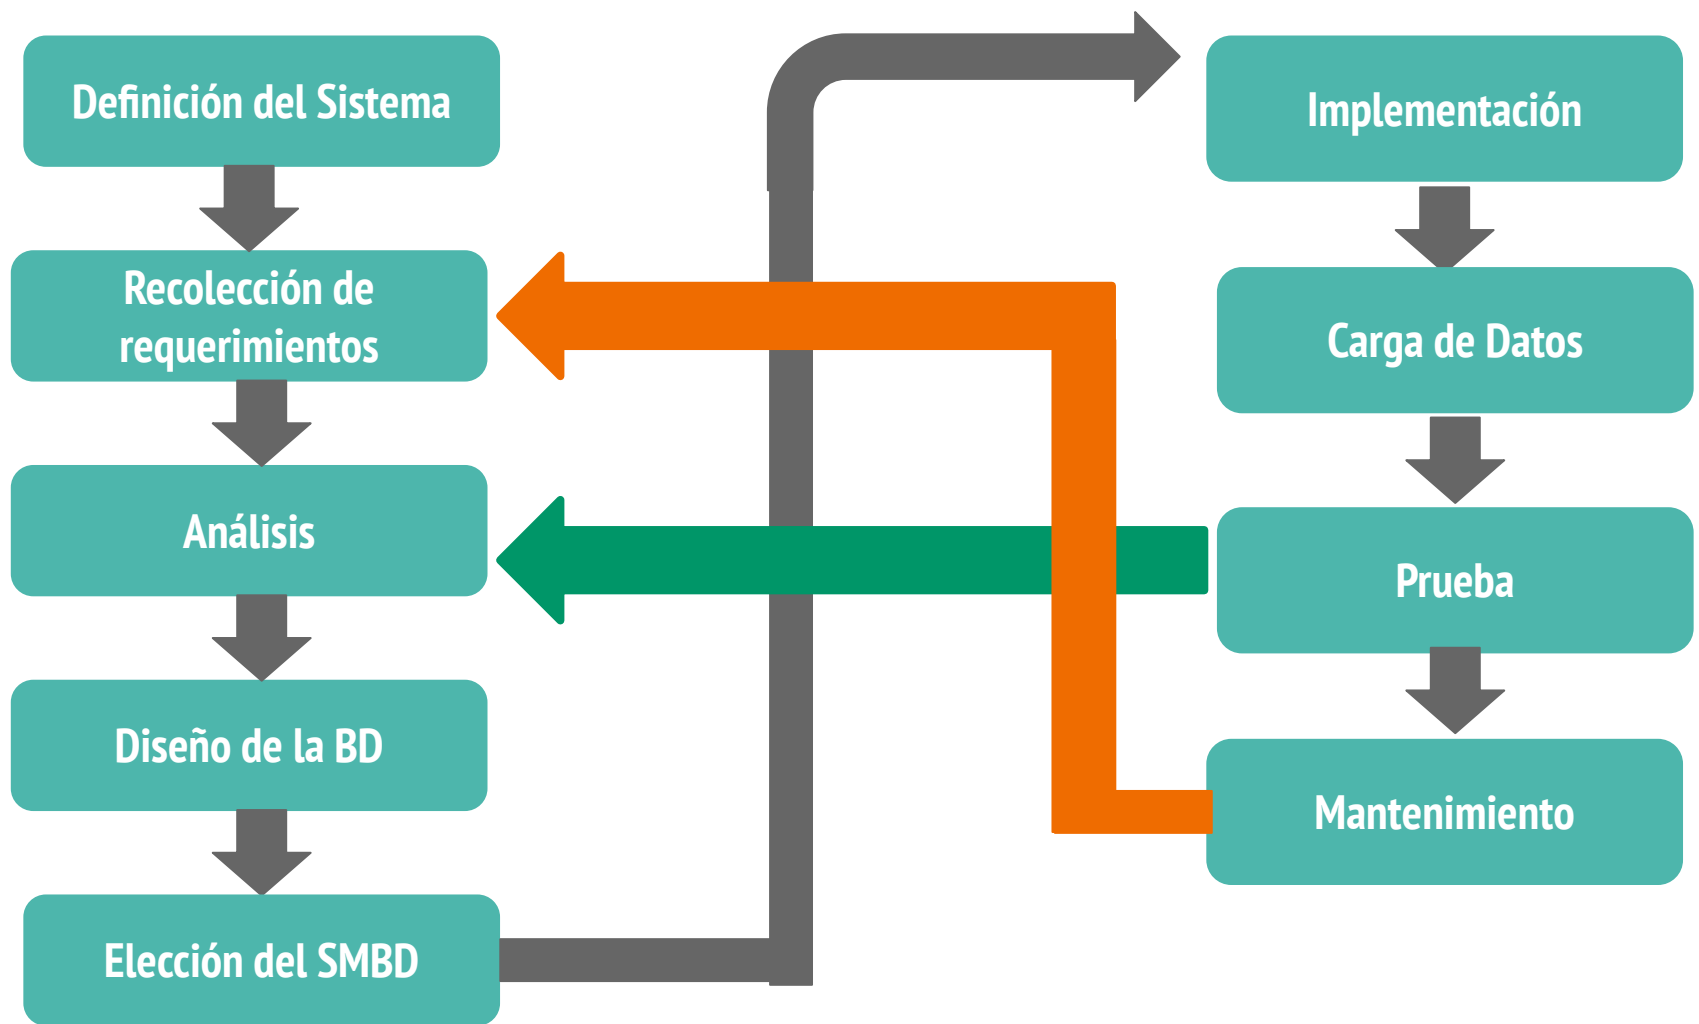 Definición del Sistema
Recolección de
requerimientos
Análisis
Diseño de la BD
Elección del SMBD
Implementación
Carga de Datos
Prueba
Mantenimiento